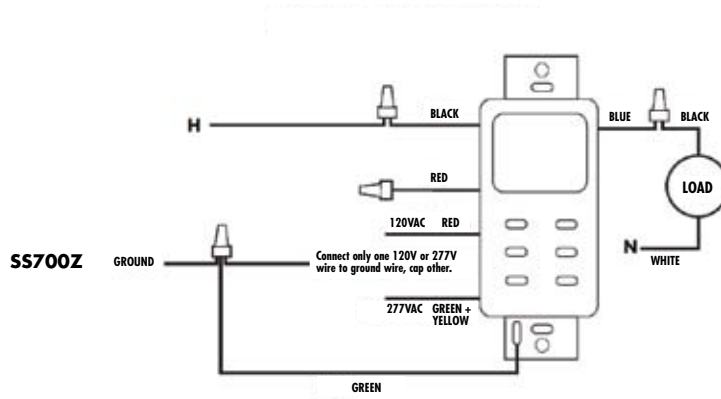 H
BLACK
BLUE
BLACK
RED
LOAD
120VAC RED
SS700Z
GROUND
Connect only one 120V or 277V
wire to ground wire, cap other.
N
WHITE
277VAC GREEN +
YELLOW
GREEN